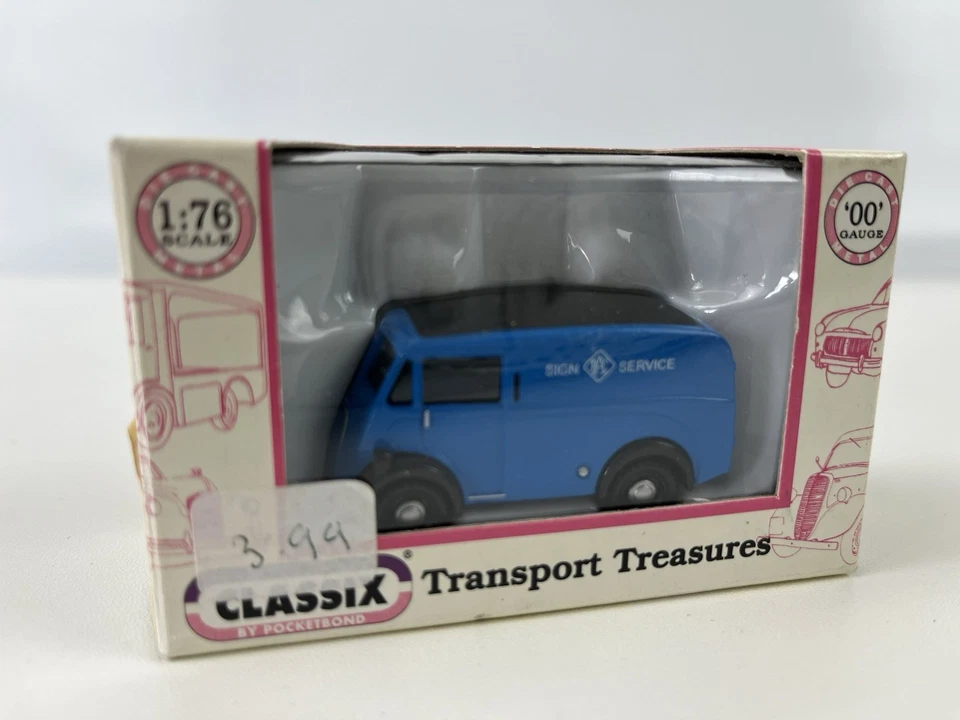 DIE CAST
1:76
SCALE
METAL
DIE CAST
'00'
GAUGE
METAL
SIGN SERVICE
3.99
CLASSIX®
BY POCKETBOND
Transport Treasures